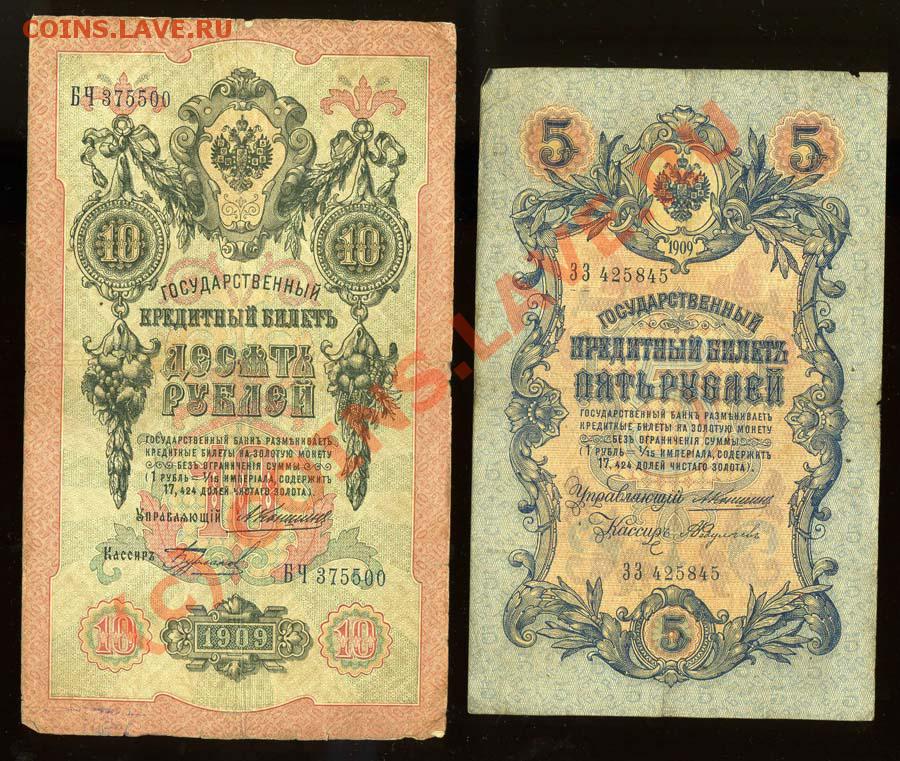 COINS.LAVE.RU
БЧ 375500
10 10
ГОСУДАРСТВЕННЫЙ
КРЕДИТНЫЙ БИЛЕТЪ
ДЕСЯТЬ
РУБЛЕЙ
ГОСУДАРСТВЕННЫЙ БАНКЪ РАЗМѢНИВАЕТЪ
КРЕДИТНЫЕ БИЛЕТЫ НА ЗОЛОТУЮ МОНЕТУ
БЕЗЪ ОГРАНИЧЕНІЯ СУММЫ
(1 РУБЛЬ = 1/15 ИМПЕРІАЛА, СОДЕРЖИТЪ
17,424 ДОЛЕЙ ЧИСТАГО ЗОЛОТА).
Управляющій
Кассиръ
БЧ 375500
10 1909 10
5 5
1909
ЗЗ 425845
ГОСУДАРСТВЕННЫЙ
КРЕДИТНЫЙ БИЛЕТЪ
ПЯТЬ РУБЛЕЙ
ГОСУДАРСТВЕННЫЙ БАНКЪ РАЗМѢНИВАЕТЪ
КРЕДИТНЫЕ БИЛЕТЫ НА ЗОЛОТУЮ МОНЕТУ
БЕЗЪ ОГРАНИЧЕНІЯ СУММЫ
(1 РУБЛЬ = 1/15 ИМПЕРІАЛА, СОДЕРЖИТЪ
17,424 ДОЛЕЙ ЧИСТАГО ЗОЛОТА).
Управляющій
Кассиръ
ЗЗ 425845
5
(C) COINS.LAVE.RU